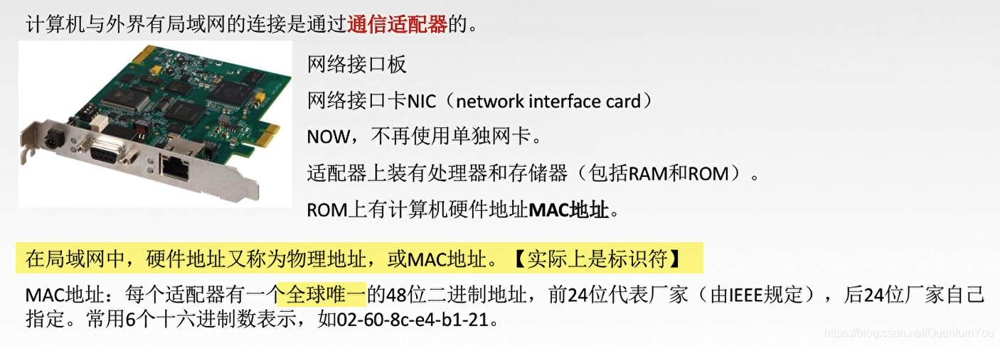 计算机与外界有局域网的连接是通过通信适配器的。
网络接口板
网络接口卡NIC（network interface card）
NOW，不再使用单独网卡。
适配器上装有处理器和存储器（包括RAM和ROM）。
ROM上有计算机硬件地址MAC地址。
在局域网中，硬件地址又称为物理地址，或MAC地址。【实际上是标识符】
MAC地址：每个适配器有一个全球唯一的48位二进制地址，前24位代表厂家（由IEEE规定），后24位厂家自己
指定。常用6个十六进制数表示，如02-60-8c-e4-b1-21。
https://blog.csdn.net/QuantumYou